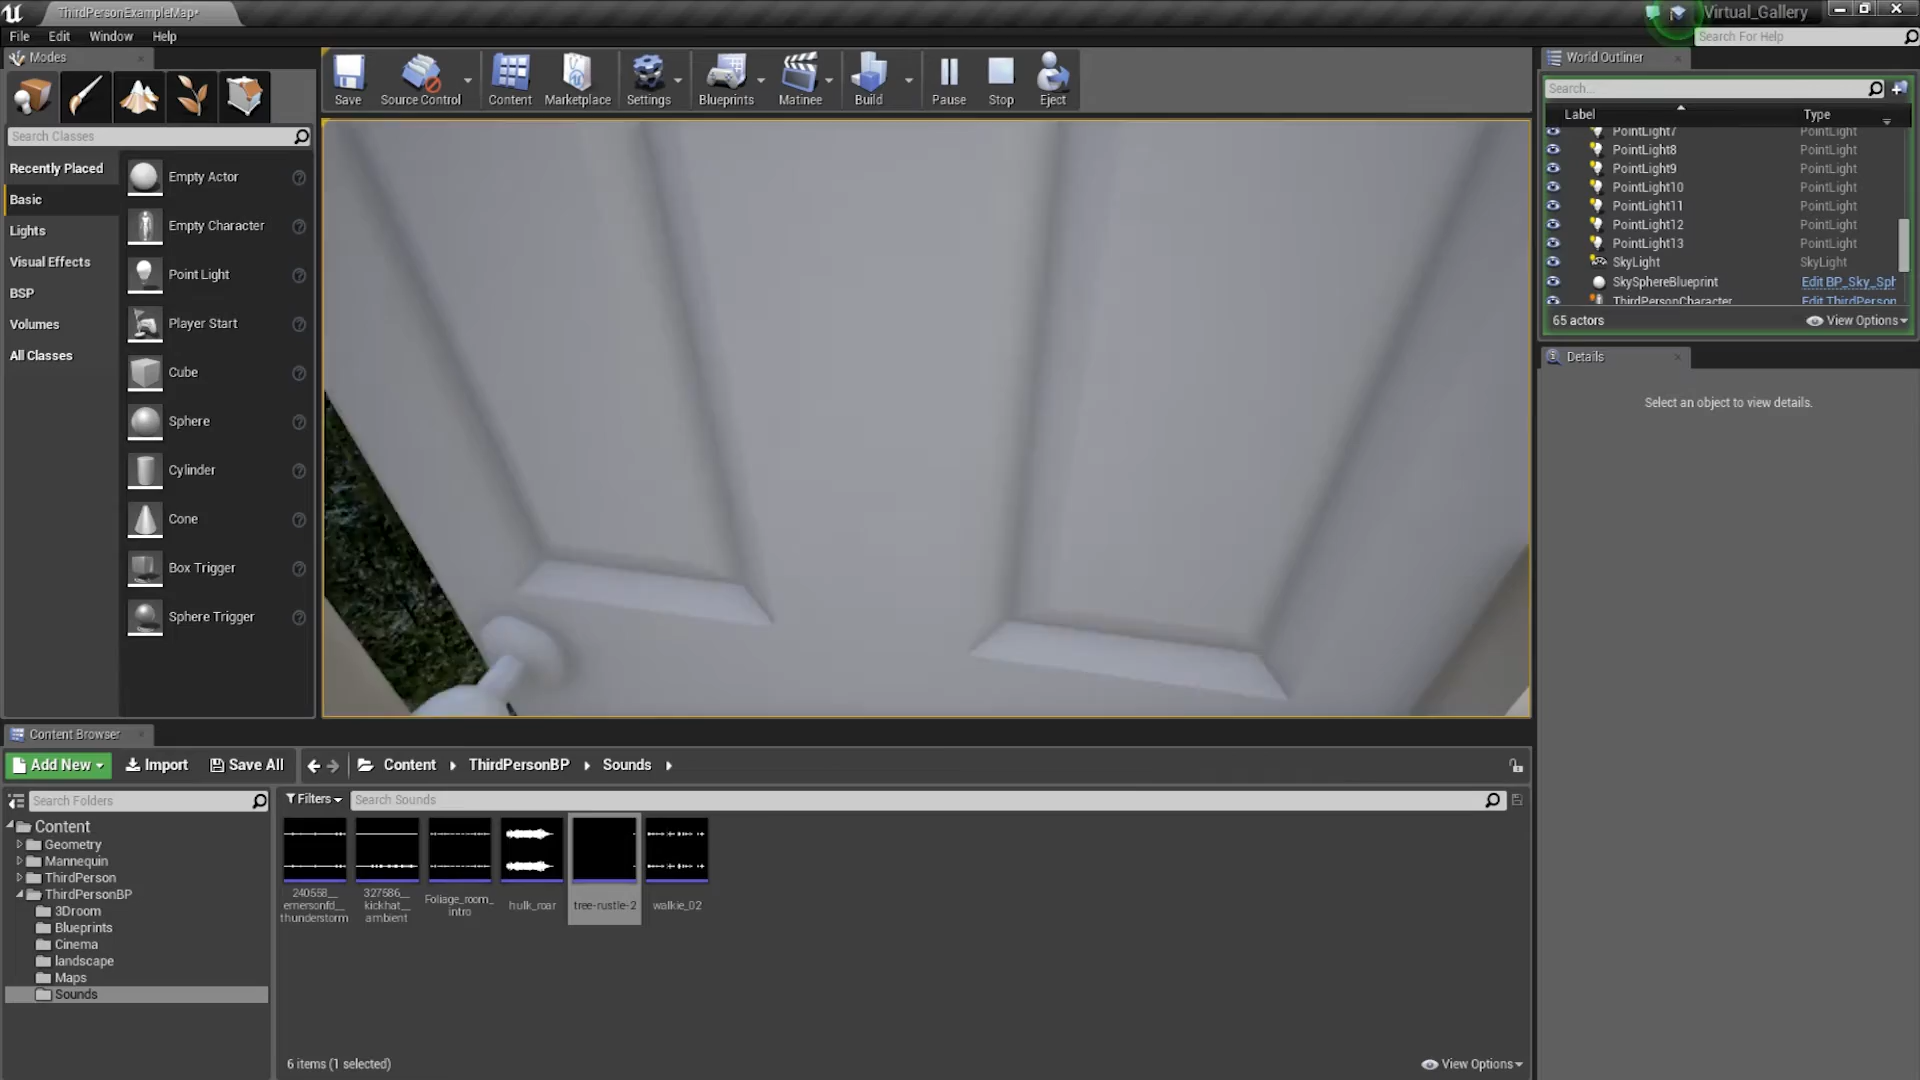 ThirdPersonExampleMap*
Virtual_Gallery
File Edit Window Help
Search For Help
Modes
Save
Source Control
Content
Marketplace
Settings
Blueprints
Matinee
Build
Pause
Stop
Eject
World Outliner
Search...
Label Type
Search Classes
Recently Placed
Basic
Lights
Visual Effects
BSP
Volumes
All Classes
Empty Actor
Empty Character
Point Light
Player Start
Cube
Sphere
Cylinder
Cone
Box Trigger
Sphere Trigger
PointLight7 PointLight
PointLight8 PointLight
PointLight9 PointLight
PointLight10 PointLight
PointLight11 PointLight
PointLight12 PointLight
PointLight13 PointLight
SkyLight SkyLight
SkySphereBlueprint Edit BP_Sky_Sph
ThirdPersonCharacter Edit ThirdPerson
65 actors View Options
Details
Select an object to view details.
Content Browser
Add New Import Save All Content ThirdPersonBP Sounds
Search Folders
Filters Search Sounds
Content
Geometry
Mannequin
ThirdPerson
ThirdPersonBP
3Droom
Blueprints
Cinema
landscape
Maps
Sounds
240558__
emersonfd__
thunderstorm
327586__
kickhat__
ambient
Foliage_room_
intro
hulk_roar
tree-rustle-2
walkie_02
6 items (1 selected) View Options